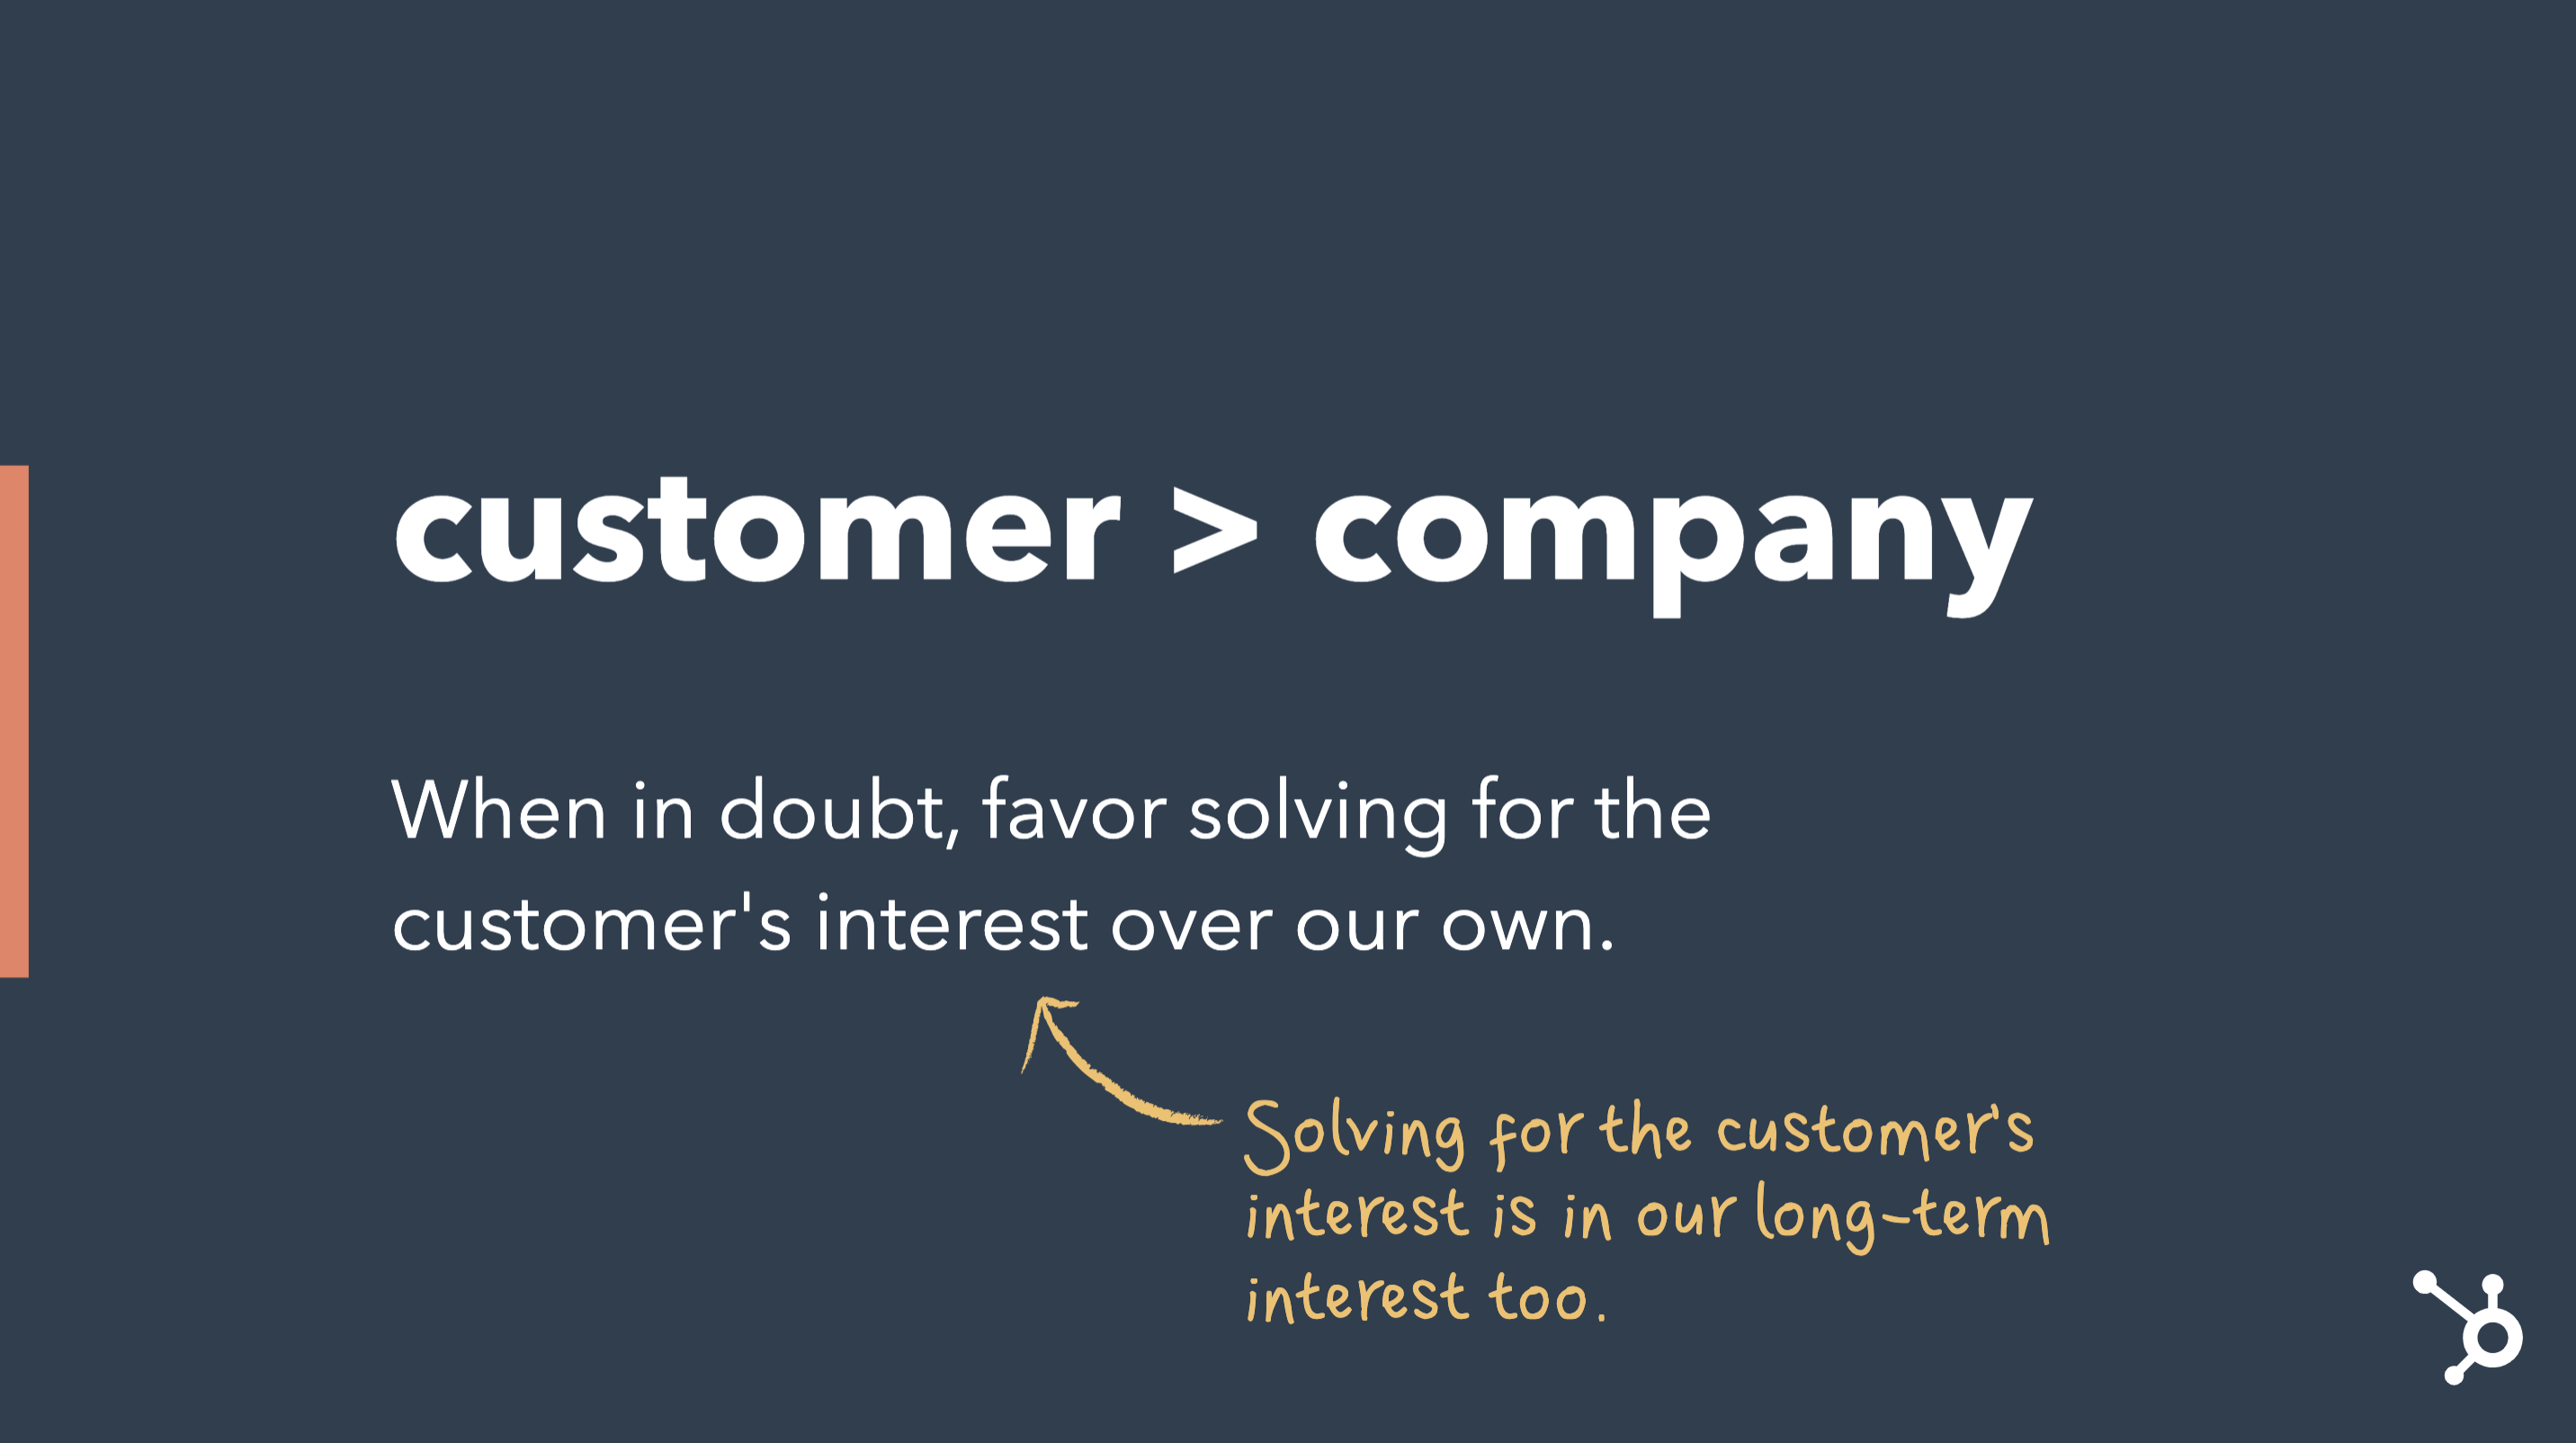 customer > company
When in doubt, favor solving for the
customer's interest over our own.
Solving for the customer's
interest is in our long-term
interest too.